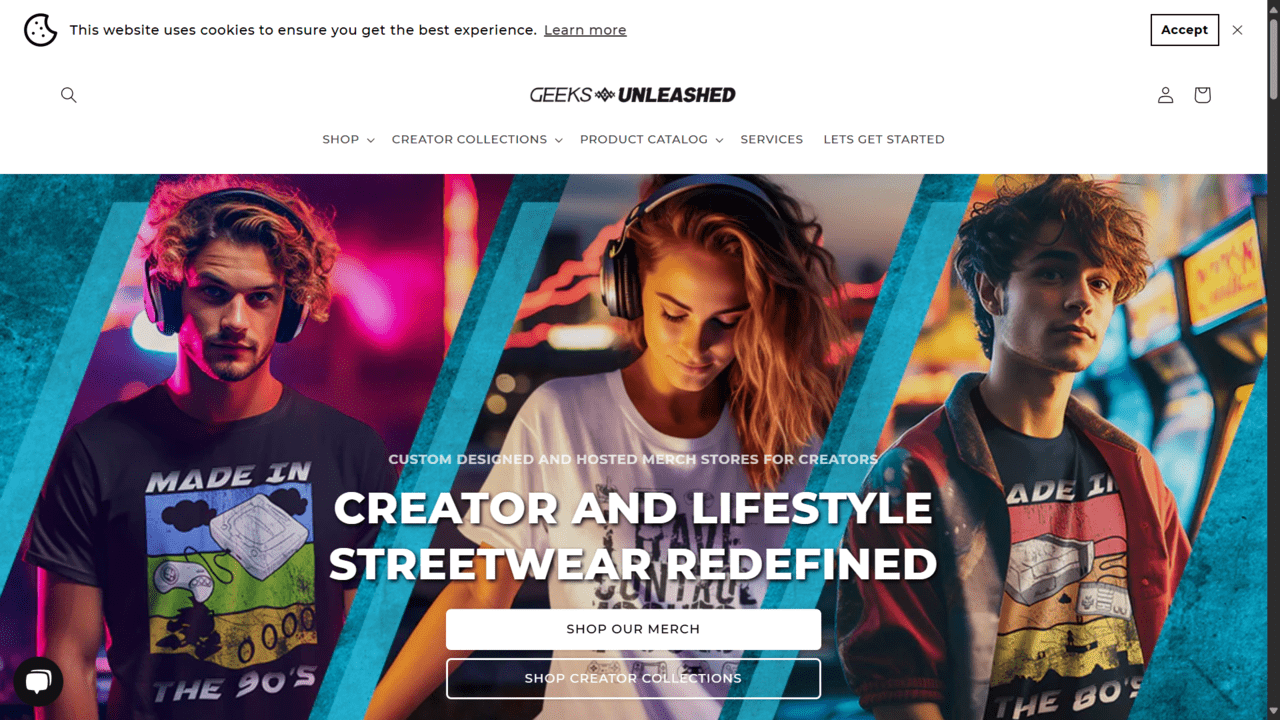 This website uses cookies to ensure you get the best experience. Learn more
Accept
GEEKS UNLEASHED
SHOP
CREATOR COLLECTIONS
PRODUCT CATALOG
SERVICES
LETS GET STARTED
MADE IN
THE 90'S
CUSTOM DESIGNED AND HOSTED MERCH STORES FOR CREATORS
CREATOR AND LIFESTYLE
STREETWEAR REDEFINED
CONTROL
SHOP OUR MERCH
SHOP CREATOR COLLECTIONS
THE 80'S